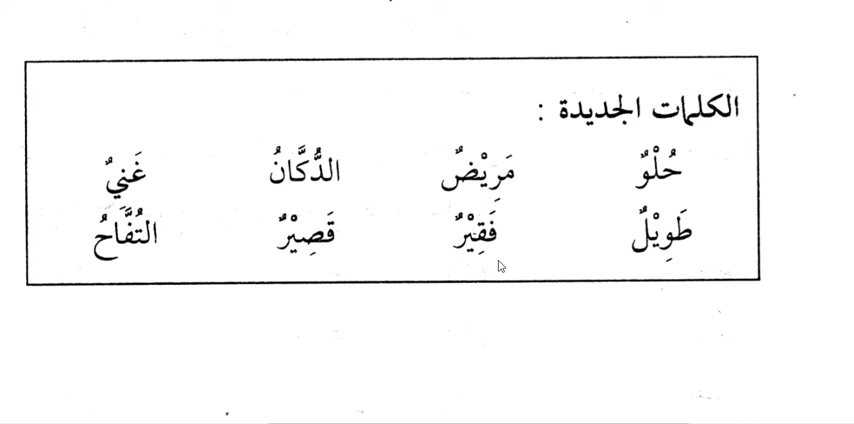 الكلمات الجديدة :
حُلْوٌ مَرِيْضٌ الدُّكَّانُ غَنِيٌ
طَوِيْلٌ فَقِيْرٌ قَصِيْرٌ التُفَّاحُ